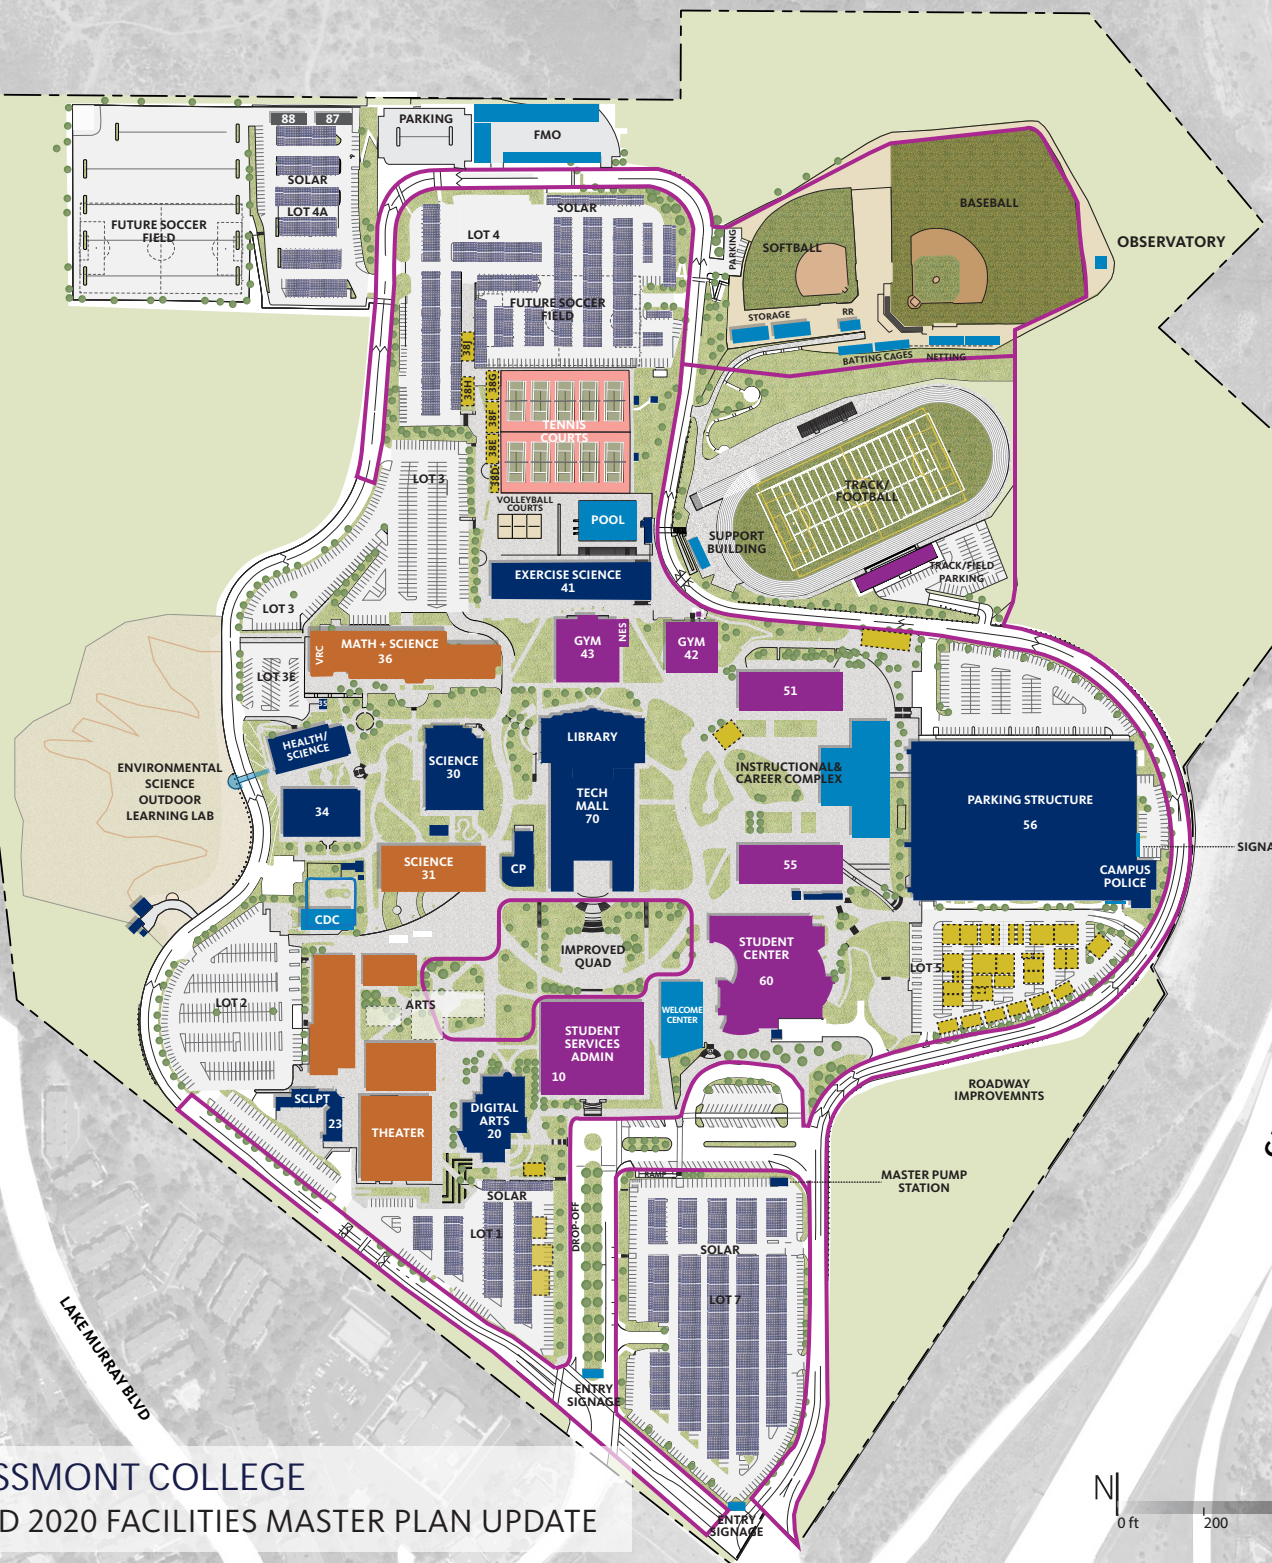 88
87
PARKING
FMO
SOLAR
LOT 4A
FUTURE SOCCER
FIELD
SOLAR
LOT 4
FUTURE SOCCER
FIELD
PARKING
SOFTBALL
BASEBALL
OBSERVATORY
STORAGE
RR
BATTING CAGES
NETTING
38J
38H
38G
38F
38E
38D
TENNIS
COURTS
LOT 3
VOLLEYBALL
COURTS
POOL
TRACK/
FOOTBALL
SUPPORT
BUILDING
TRACK/FIELD
PARKING
EXERCISE SCIENCE
41
LOT 3
VRC
MATH + SCIENCE
36
GYM
43
NES
GYM
42
LOT 3E
51
HEALTH/
SCIENCE
LIBRARY
SCIENCE
30
INSTRUCTIONAL&
CAREER COMPLEX
ENVIRONMENTAL
SCIENCE
OUTDOOR
LEARNING LAB
TECH
MALL
70
PARKING STRUCTURE
56
34
SIGNA
SCIENCE
31
CP
55
CAMPUS
POLICE
CDC
IMPROVED
QUAD
STUDENT
CENTER
60
LOT 5
LOT 2
ARTS
WELCOME
CENTER
STUDENT
SERVICES
ADMIN
10
ROADWAY
IMPROVEMNTS
SCLPT
23
THEATER
DIGITAL
ARTS
20
RAMP
MASTER PUMP
STATION
SOLAR
LOT 1
DROP-OFF
SOLAR
LOT 7
LAKE MURRAY BLVD
ENTRY
SIGNAGE
ENTRY
SIGNAGE
SSMONT COLLEGE
D 2020 FACILITIES MASTER PLAN UPDATE
N
0 ft
200